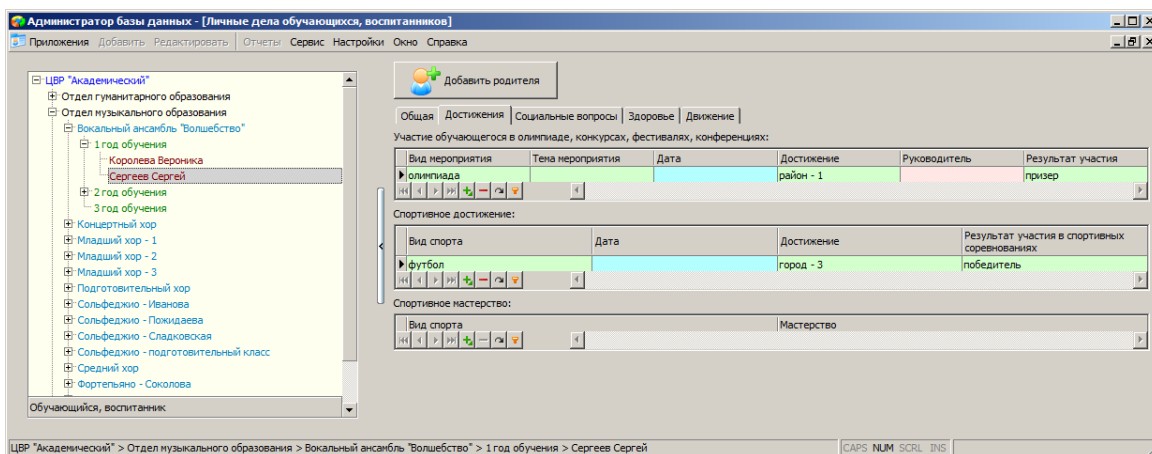 Администратор базы данных - [Личные дела обучающихся, воспитанников]
Приложения Добавить Редактировать Отчеты Сервис Настройки Окно Справка
ЦВР "Академический"
Отдел гуманитарного образования
Отдел музыкального образования
Вокальный ансамбль "Волшебство"
1 год обучения
Королева Вероника
Сергеев Сергей
2 год обучения
3 год обучения
Концертный хор
Младший хор - 1
Младший хор - 2
Младший хор - 3
Подготовительный хор
Сольфеджио - Иванова
Сольфеджио - Пожидаева
Сольфеджио - Сладковская
Сольфеджио - подготовительный класс
Средний хор
Фортепьяно - Соколова
Обучающийся, воспитанник
Добавить родителя
Общая Достижения Социальные вопросы Здоровье Движение
Участие обучающегося в олимпиаде, конкурсах, фестивалях, конференциях:
Вид мероприятия Тема мероприятия Дата Достижение Руководитель Результат участия
олимпиада район - 1 призер
Спортивное достижение:
Вид спорта Дата Достижение Результат участия в спортивных
соревнованиях
футбол город - 3 победитель
Спортивное мастерство:
Вид спорта Мастерство
ЦВР "Академический" > Отдел музыкального образования > Вокальный ансамбль "Волшебство" > 1 год обучения > Сергеев Сергей CAPS NUM SCRL INS